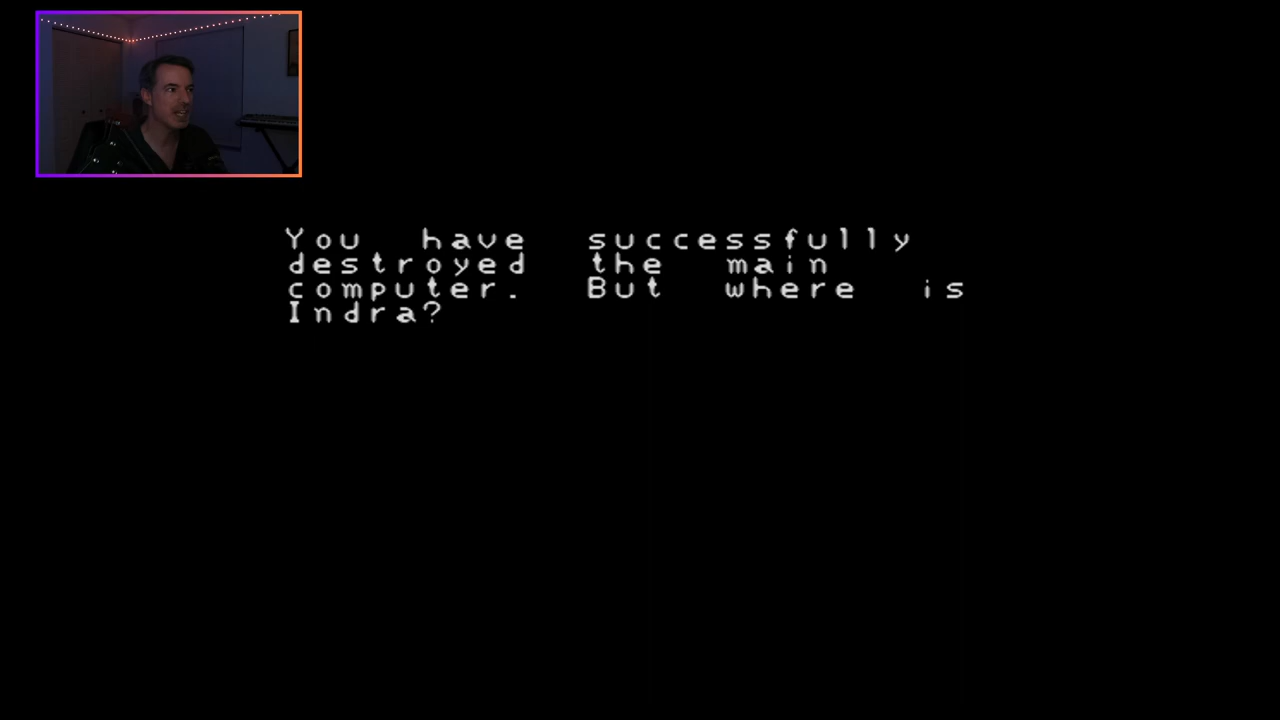 You have successfully
destroyed the main
computer. But where is
Indra?